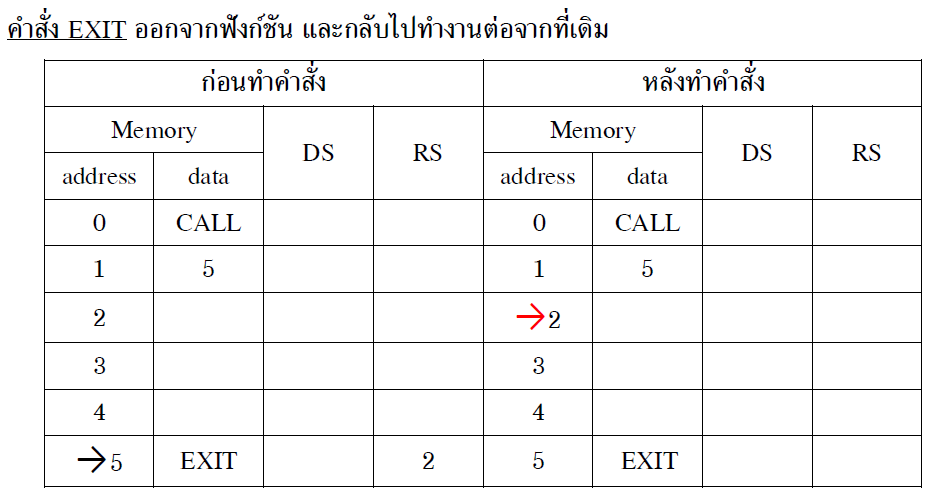 คำสั่ง EXIT ออกจากฟังก์ชัน และกลับไปทำงานต่อจากที่เดิม
ก่อนทำคำสั่ง หลังทำคำสั่ง
Memory DS RS Memory DS RS
address data address data
0 CALL 0 CALL
1 5 1 5
2 →2
3 3
4 4
→5 EXIT 2 5 EXIT